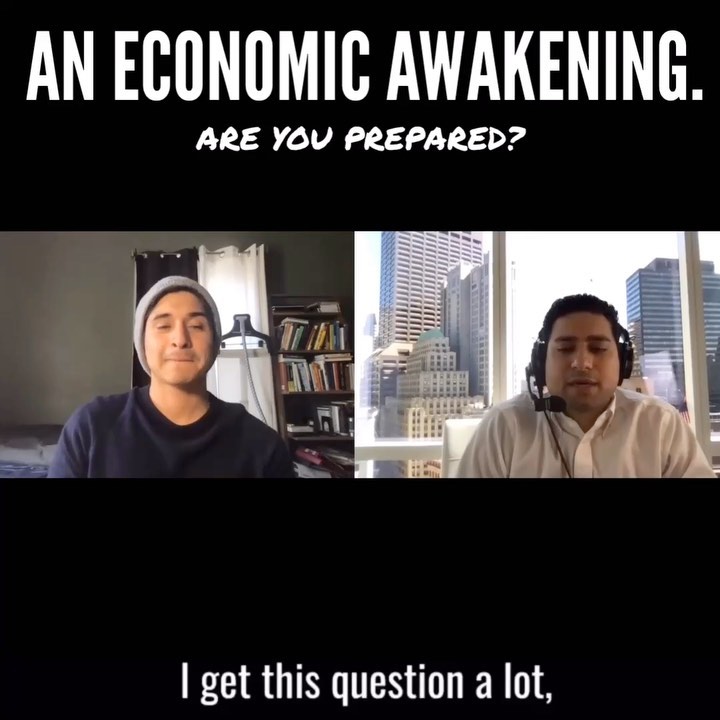 AN ECONOMIC AWAKENING.
ARE YOU PREPARED?
I get this question a lot,